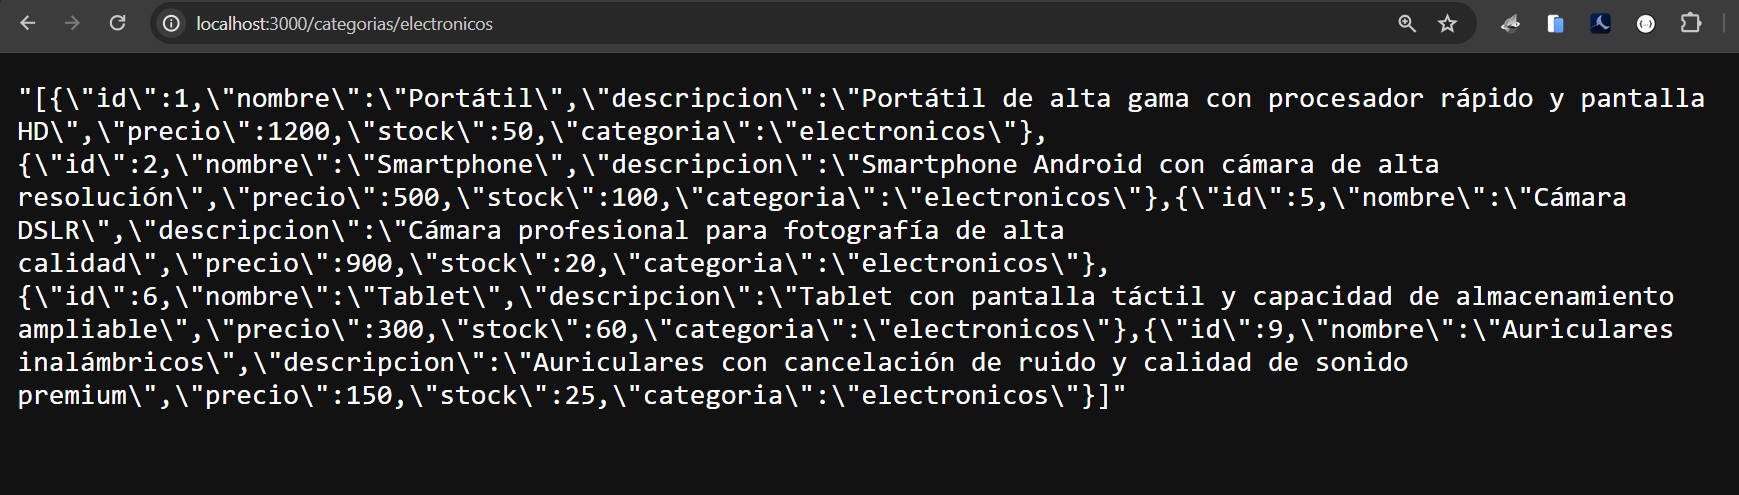 localhost:3000/categorias/electronicos
"[{\"id\":1,\"nombre\":\"Portátil\",\"descripcion\":\"Portátil de alta gama con procesador rápido y pantalla
HD\",\"precio\":1200,\"stock\":50,\"categoria\":\"electronicos\"},
{\"id\":2,\"nombre\":\"Smartphone\",\"descripcion\":\"Smartphone Android con cámara de alta
resolución\",\"precio\":500,\"stock\":100,\"categoria\":\"electronicos\"},{\"id\":5,\"nombre\":\"Cámara
DSLR\",\"descripcion\":\"Cámara profesional para fotografía de alta
calidad\",\"precio\":900,\"stock\":20,\"categoria\":\"electronicos\"},
{\"id\":6,\"nombre\":\"Tablet\",\"descripcion\":\"Tablet con pantalla táctil y capacidad de almacenamiento
ampliable\",\"precio\":300,\"stock\":60,\"categoria\":\"electronicos\"},{\"id\":9,\"nombre\":\"Auriculares
inalámbricos\",\"descripcion\":\"Auriculares con cancelación de ruido y calidad de sonido
premium\",\"precio\":150,\"stock\":25,\"categoria\":\"electronicos\"}]"